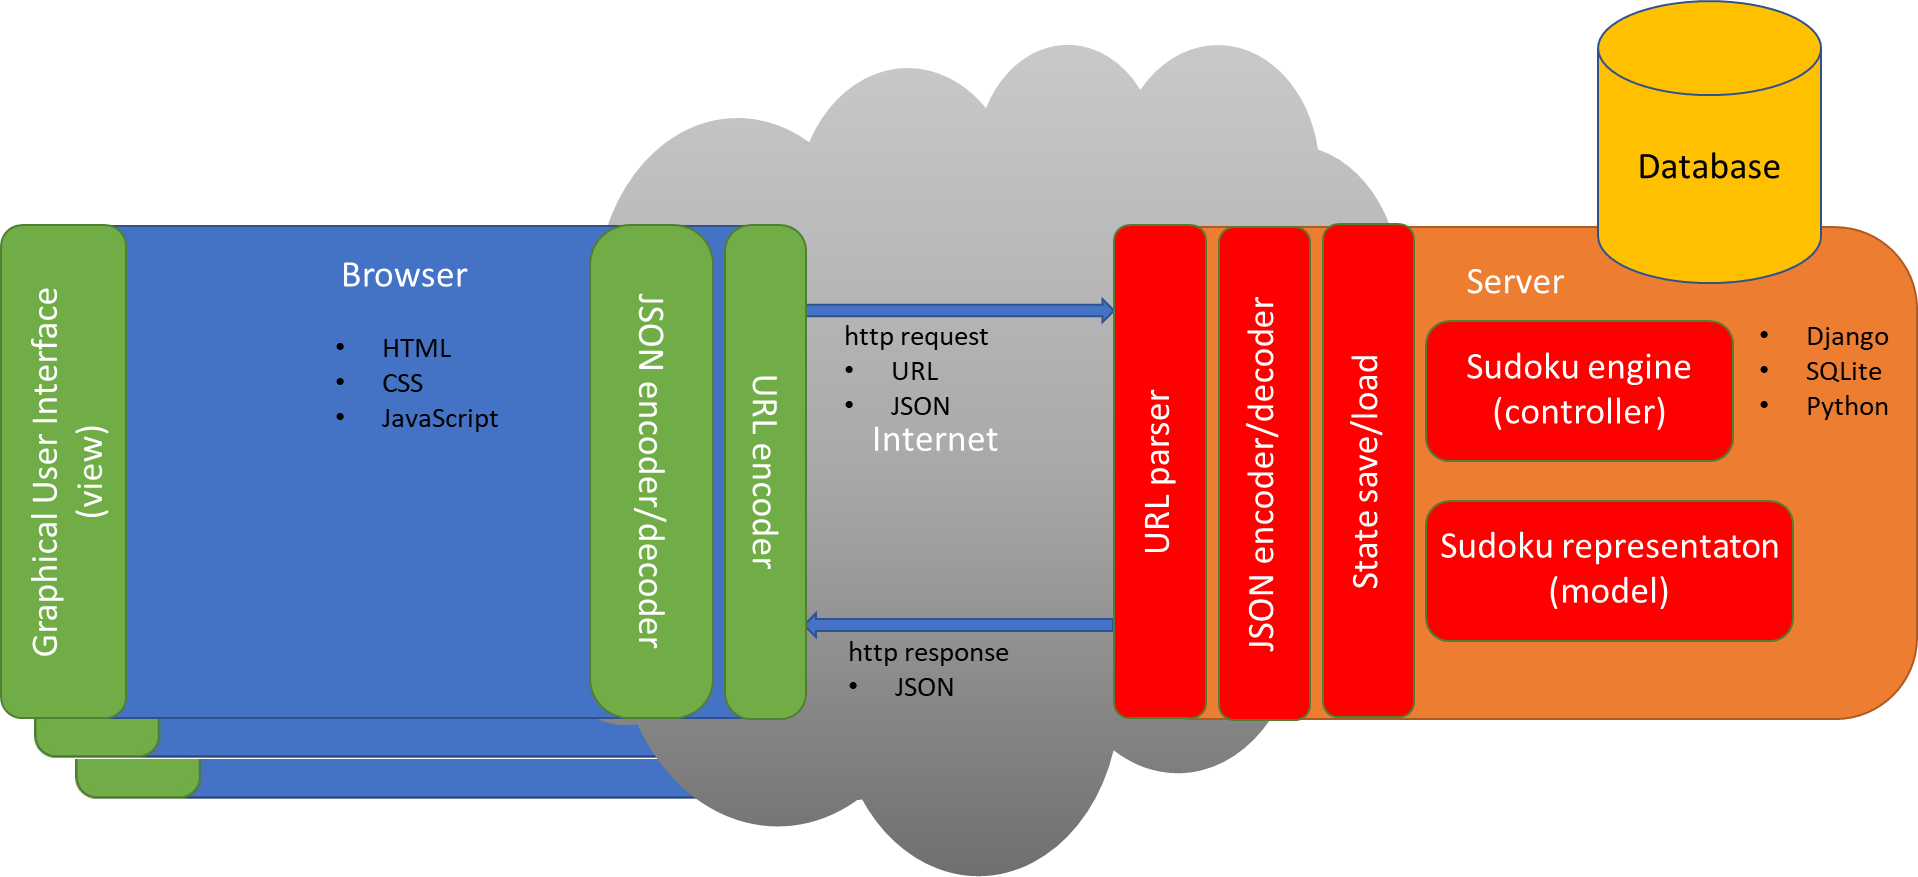 Graphical User Interface
(view)
Browser
• HTML
• CSS
• JavaScript
JSON encoder/decoder
URL encoder
http request
• URL
• JSON
Internet
http response
• JSON
URL parser
JSON encoder/decoder
State save/load
Database
Server
Sudoku engine
(controller)
• Django
• SQLite
• Python
Sudoku representaton
(model)